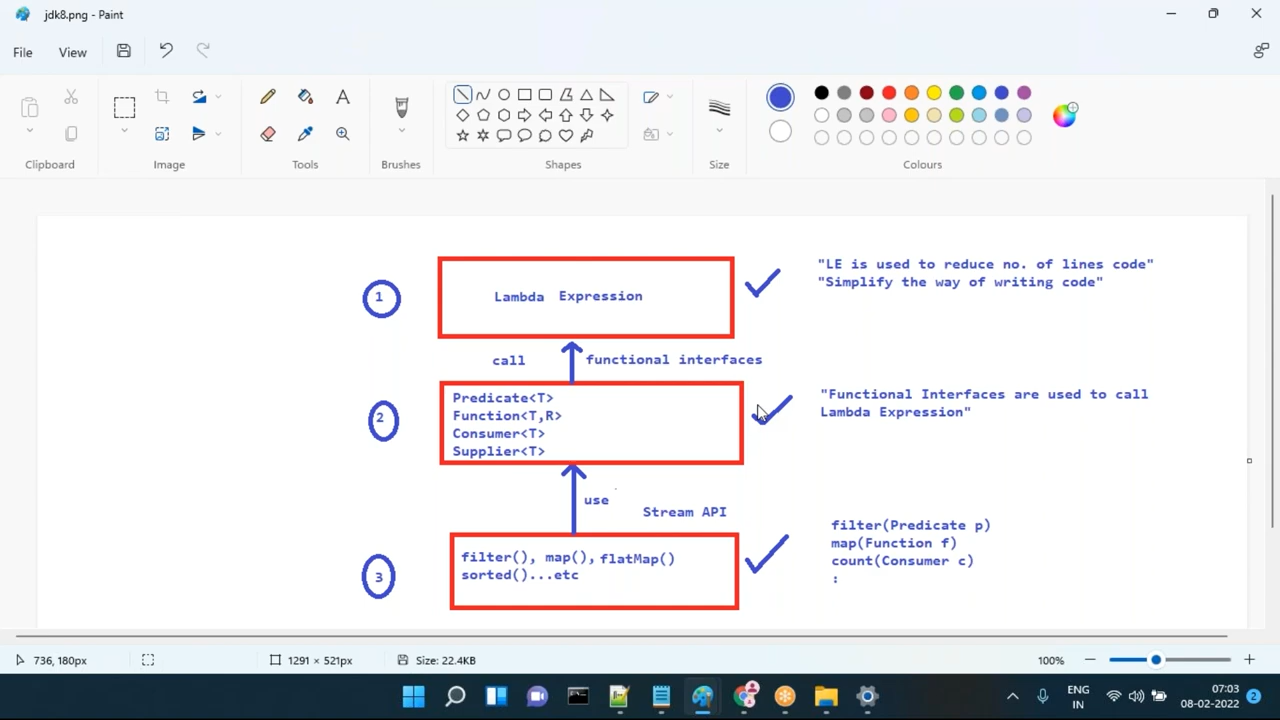 jdk8.png - Paint
File View
Clipboard Image Tools Brushes Shapes Size Colours
"LE is used to reduce no. of lines code"
"Simplify the way of writing code"
1 Lambda Expression
call functional interfaces
2
Predicate<T>
Function<T,R>
Consumer<T>
Supplier<T>
"Functional Interfaces are used to call
Lambda Expression"
use
Stream API
3
filter(), map(), flatMap()
sorted()...etc
filter(Predicate p)
map(Function f)
count(Consumer c)
:
736, 180px 1291 × 521px Size: 22.4KB 100%
ENG
IN
07:03
08-02-2022
2